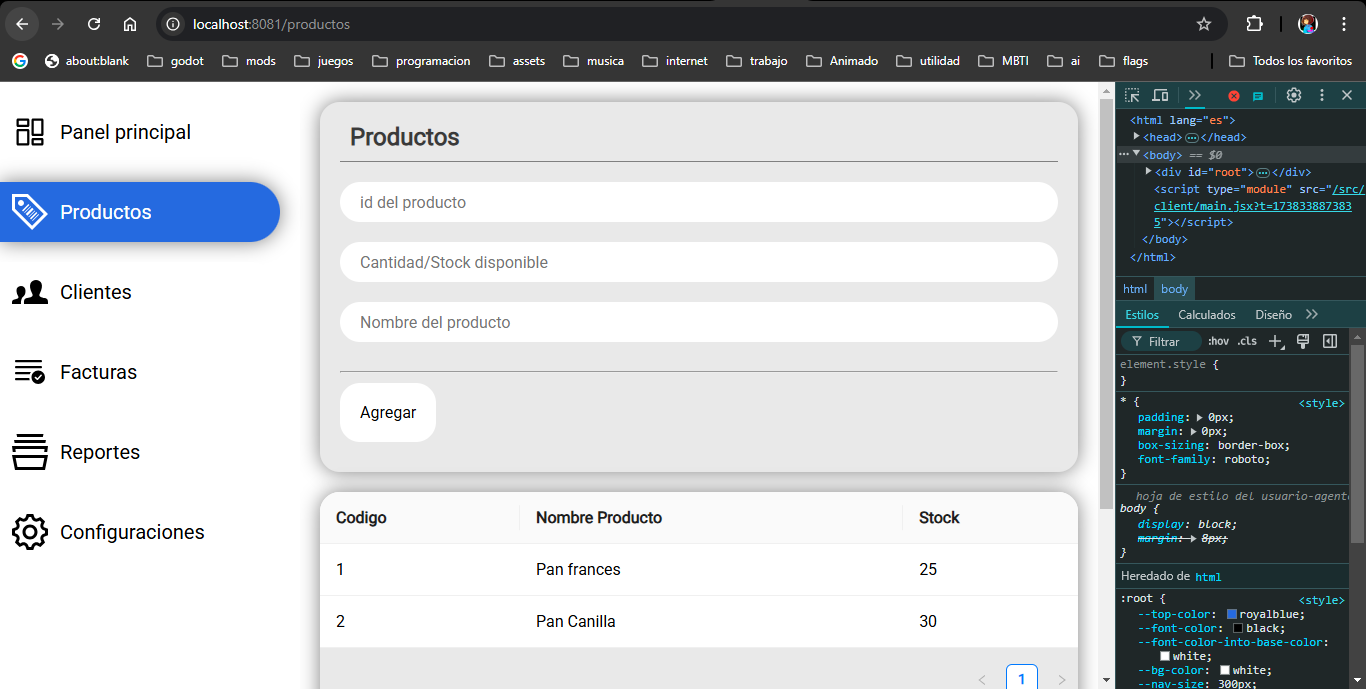 localhost:8081/productos
about:blank godot mods juegos programacion assets musica internet trabajo Animado utilidad MBTI ai flags Todos los favoritos
Panel principal
Productos
Clientes
Facturas
Reportes
Configuraciones
Productos
id del producto
Cantidad/Stock disponible
Nombre del producto
Agregar
Codigo Nombre Producto Stock
1 Pan frances 25
2 Pan Canilla 30
1
<html lang="es">
<head></head>
<body> == $0
<div id="root"></div>
<script type="module" src="/src/
client/main.jsx?t=173833887383
5"></script>
</body>
</html>
html body
Estilos Calculados Diseño
Filtrar :hov .cls
element.style {
}
* { <style>
padding: 0px;
margin: 0px;
box-sizing: border-box;
font-family: roboto;
}
hoja de estilo del usuario-agent
body {
display: block;
margin: 8px;
}
Heredado de html
:root { <style>
--top-color: royalblue;
--font-color: black;
--font-color-into-base-color:
white;
--bg-color: white;
--nav-size: 300px;